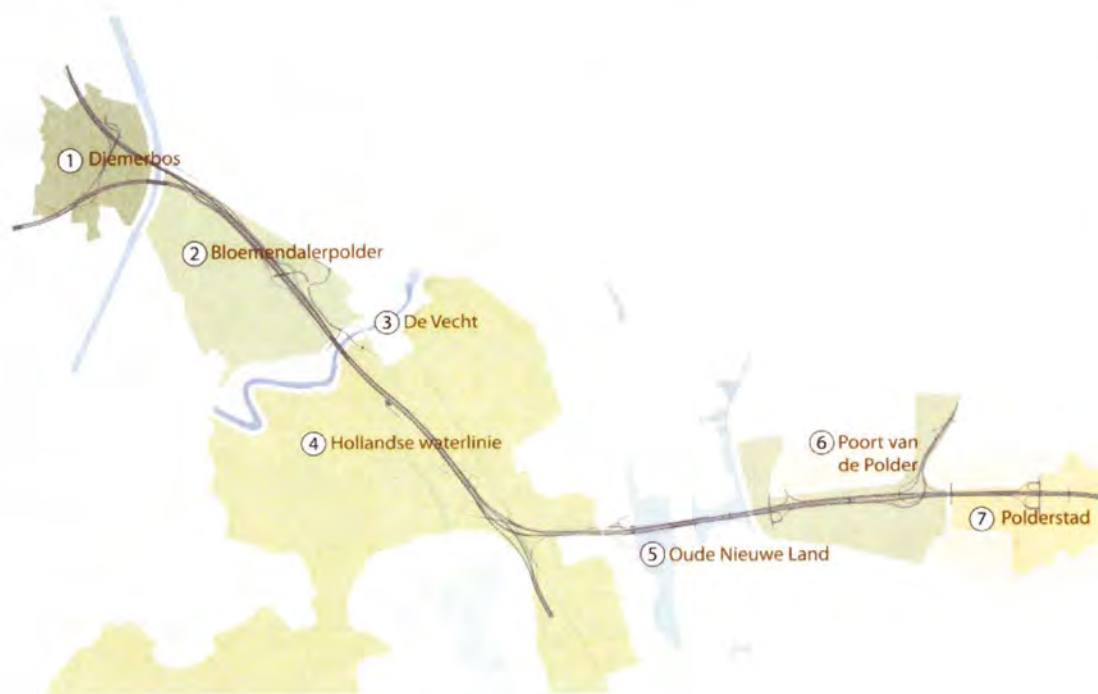 ① Diemerbos
② Bloemendalerpolder
③ De Vecht
④ Hollandse waterlinie
⑥ Poort van
de Polder
⑦ Polderstad
⑤ Oude Nieuwe Land